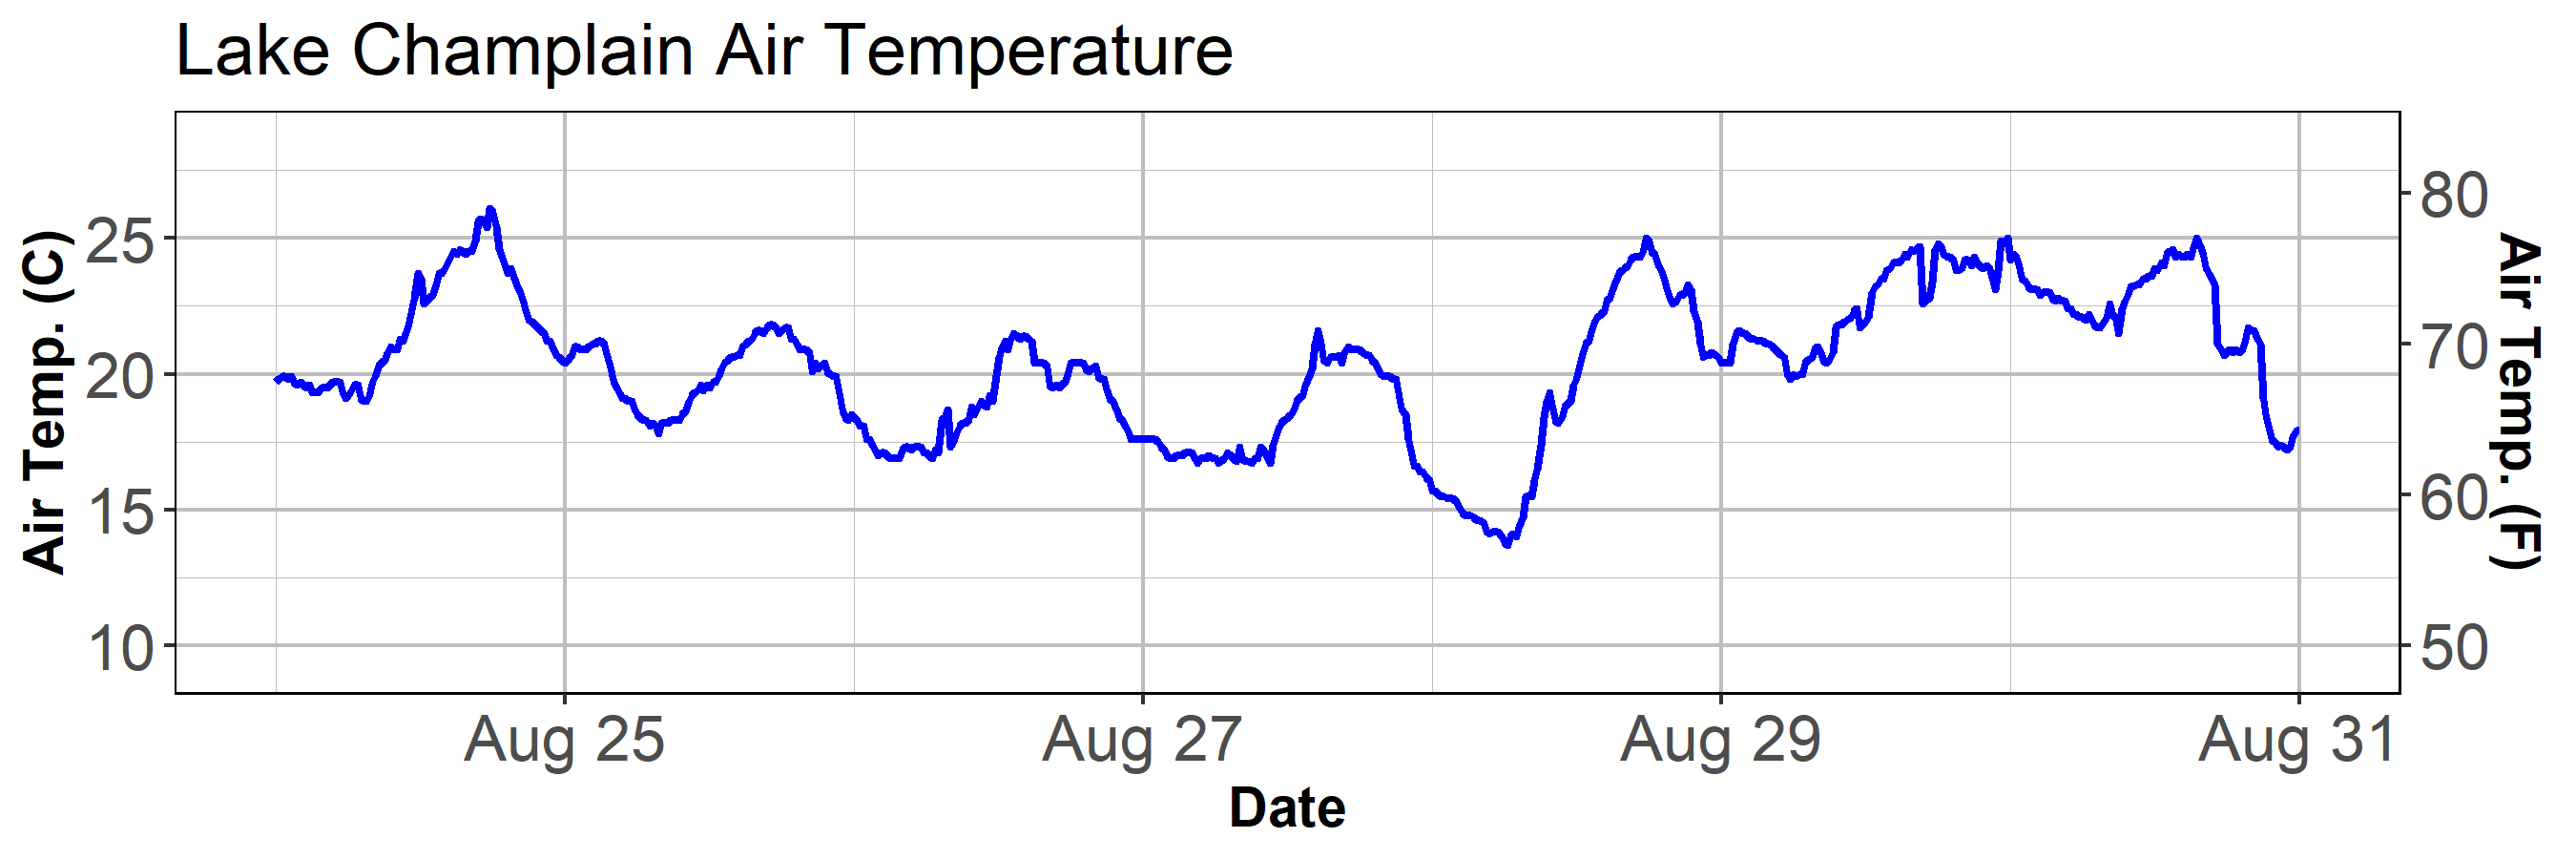 Lake Champlain Air Temperature
Air Temp. (C)
25
20
15
10
80
70
60
50
Air Temp. (F)
Aug 25
Aug 27
Aug 29
Aug 31
Date